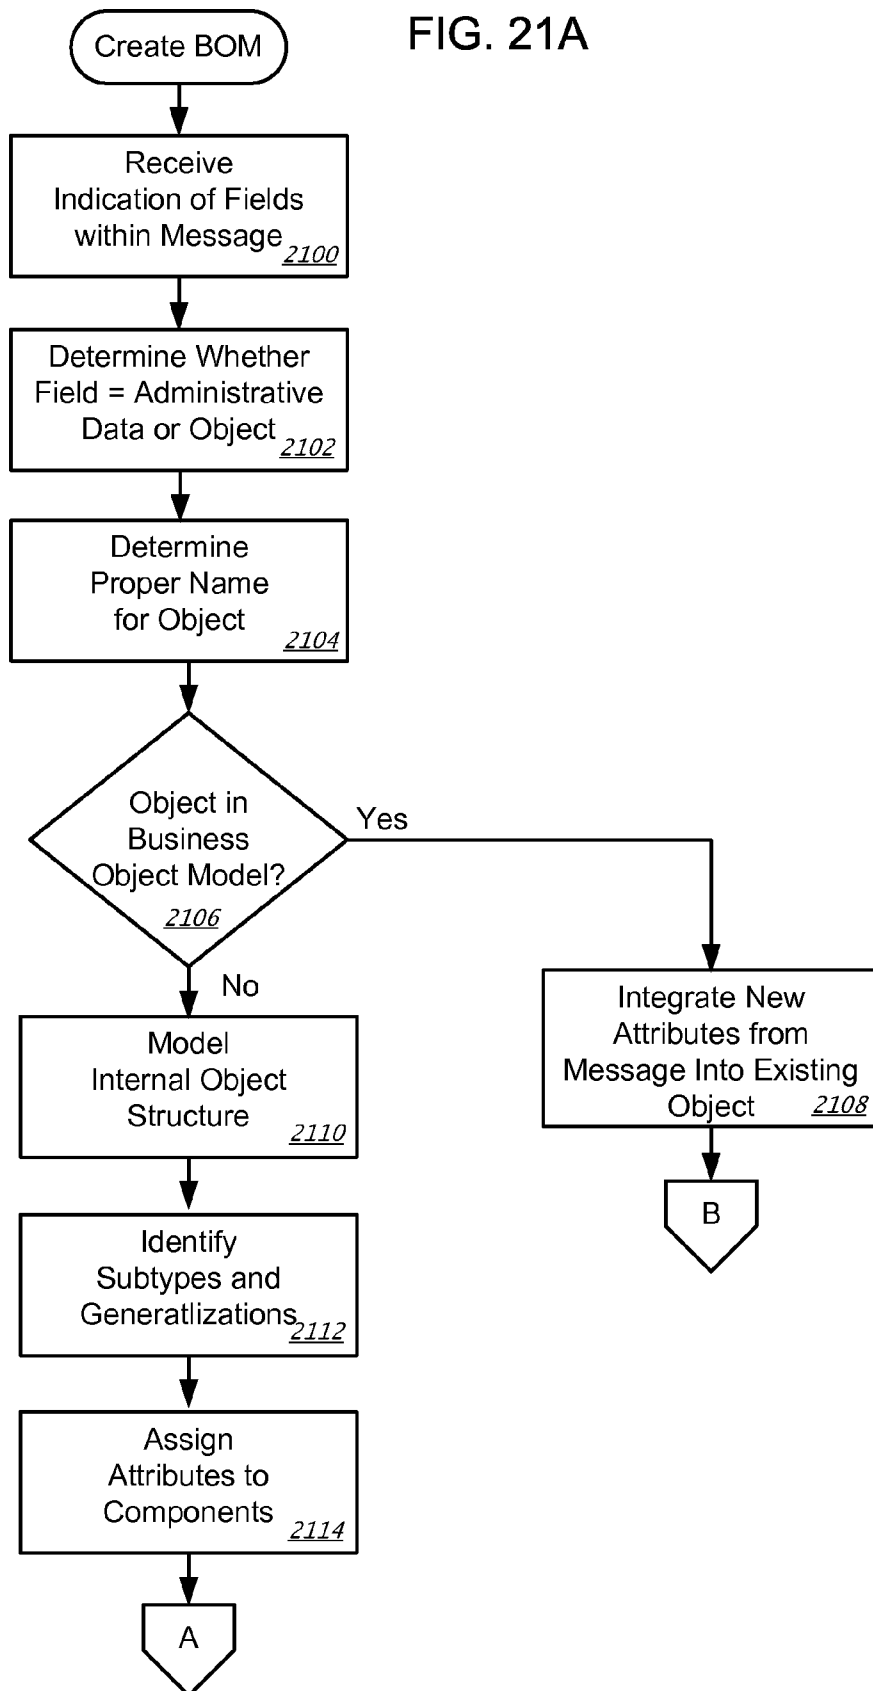 Create BOM
FIG. 21A
Receive
Indication of Fields
within Message
2100
Determine Whether
Field = Administrative
Data or Object
2102
Determine
Proper Name
for Object
2104
Object in
Business
Object Model?
2106
Yes
No
Integrate New
Attributes from
Message Into Existing
Object
2108
Model
Internal Object
Structure
2110
B
Identify
Subtypes and
Generatlizations
2112
Assign
Attributes to
Components
2114
A